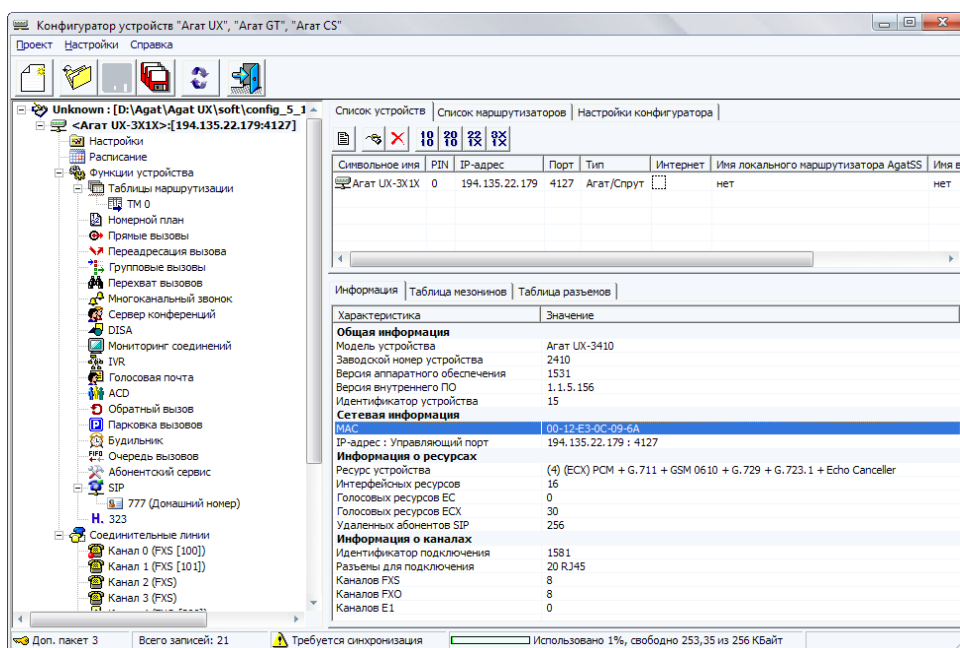 Конфигуратор устройств "Агат UX", "Агат GT", "Агат CS"
Проект Настройки Справка
Unknown : [D:\Agat\Agat UX\soft\config_5_1
<Агат UX-3X1X>:[194.135.22.179:4127]
Настройки
Расписание
Функции устройства
Таблицы маршрутизации
ТМ 0
Номерной план
Прямые вызовы
Переадресация вызова
Групповые вызовы
Перехват вызовов
Многоканальный звонок
Сервер конференций
DISA
Мониторинг соединений
IVR
Голосовая почта
ACD
Обратный вызов
Парковка вызовов
Будильник
FIFO Очередь вызовов
Абонентский сервис
SIP
777 (Домашний номер)
H. 323
Соединительные линии
Канал 0 (FXS [100])
Канал 1 (FXS [101])
Канал 2 (FXS)
Канал 3 (FXS)
Список устройств Список маршрутизаторов Настройки конфигуратора
Символьное имя PIN IP-адрес Порт Тип Интернет Имя локального маршрутизатора AgatSS Имя в
Агат UX-3X1X 0 194.135.22.179 4127 Агат/Спрут нет нет
Информация Таблица мезонинов Таблица разъемов
Характеристика Значение
Общая информация
Модель устройства Агат UX-3410
Заводской номер устройства 2410
Версия аппаратного обеспечения 1531
Версия внутреннего ПО 1.1.5.156
Идентификатор устройства 15
Сетевая информация
MAC 00-12-E3-0C-09-6A
IP-адрес : Управляющий порт 194.135.22.179 : 4127
Информация о ресурсах
Ресурс устройства (4) (ECX) PCM + G.711 + GSM 0610 + G.729 + G.723.1 + Echo Canceller
Интерфейсных ресурсов 16
Голосовых ресурсов EC 0
Голосовых ресурсов ECX 30
Удаленных абонентов SIP 256
Информация о каналах
Идентификатор подключения 1581
Разъемы для подключения 20 RJ45
Каналов FXS 8
Каналов FXO 8
Каналов E1 0
Доп. пакет 3 Всего записей: 21 Требуется синхронизация Использовано 1%, свободно 253,35 из 256 КБайт